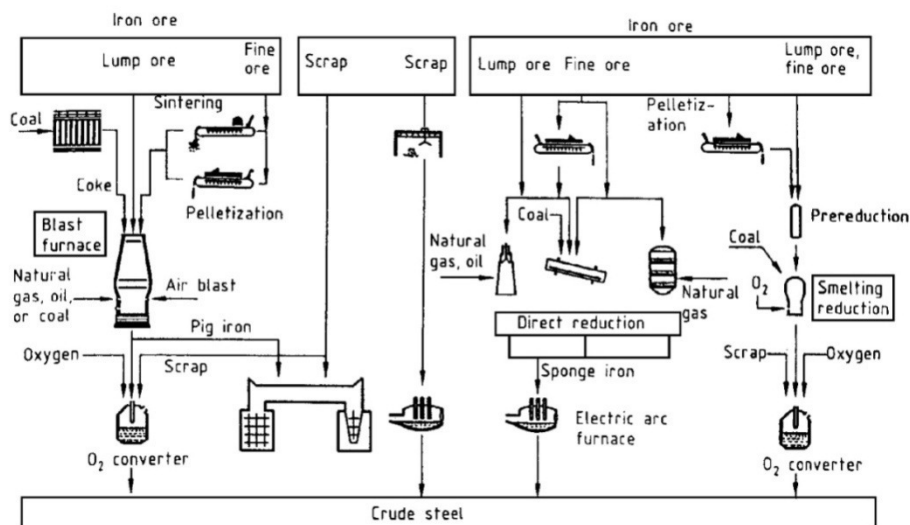 Iron ore
Lump ore
Fine
ore
Scrap
Scrap
Iron ore
Lump ore Fine ore
Lump ore,
fine ore
Coal
Sintering
Coke
Pelletization
Blast
furnace
Natural
gas, oil,
or coal
Air blast
Pig iron
Oxygen
Scrap
O₂ converter
Pelletiz-
ation
Coal
Natural
gas, oil
Natural
gas
Direct reduction
Sponge iron
Electric arc
furnace
Prereduction
Coal
O₂
Smelting
reduction
Scrap
Oxygen
O₂ converter
Crude steel